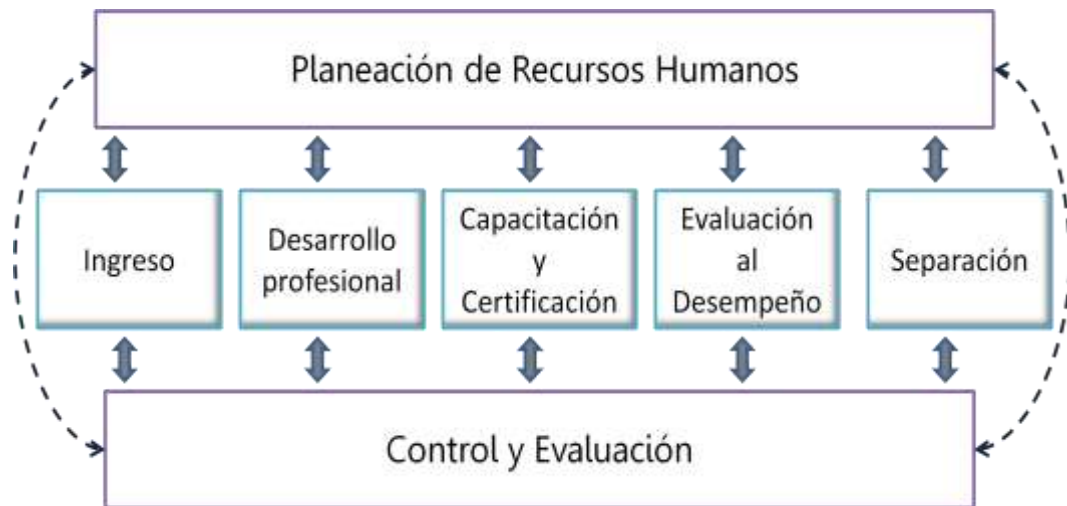 Planeación de Recursos Humanos
Ingreso
Desarrollo
profesional
Capacitación
y
Certificación
Evaluación
al
Desempeño
Separación
Control y Evaluación